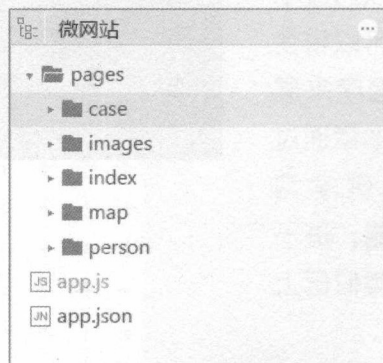 微网站
pages
case
images
index
map
person
JS app.js
JN app.json